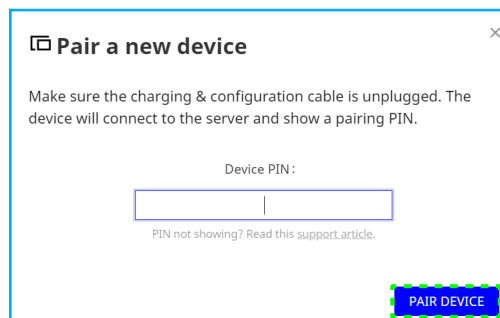 Pair a new device
Make sure the charging & configuration cable is unplugged. The
device will connect to the server and show a pairing PIN.
Device PIN:
PIN not showing? Read this support article.
PAIR DEVICE